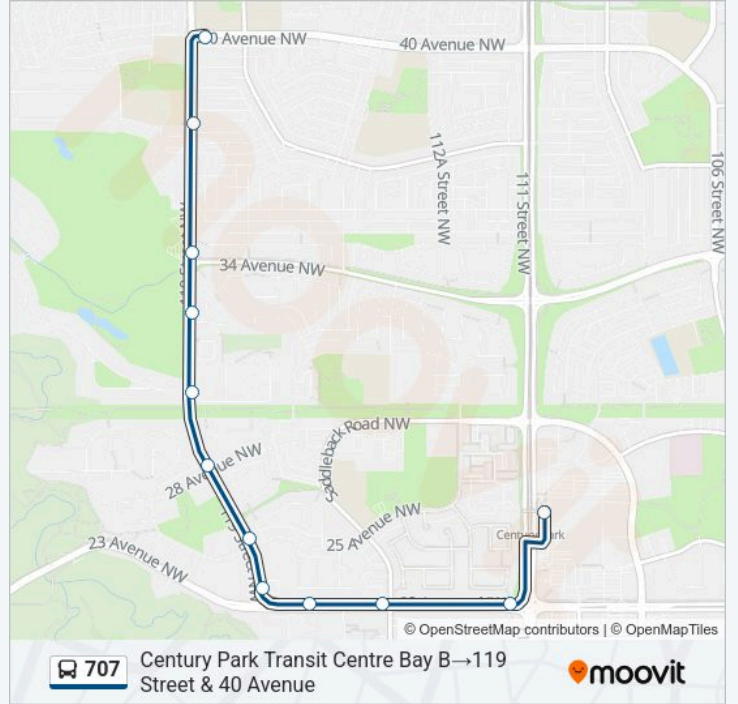 0 Avenue NW
40 Avenue NW
112A Street NW
111 Street NW
106 Street NW
34 Avenue NW
Saddleback Road NW
28 Avenue NW
25 Avenue NW
23 Avenue NW
© OpenStreetMap contributors | © OpenMapTiles
707
Century Park Transit Centre Bay B→119
Street & 40 Avenue
moovit